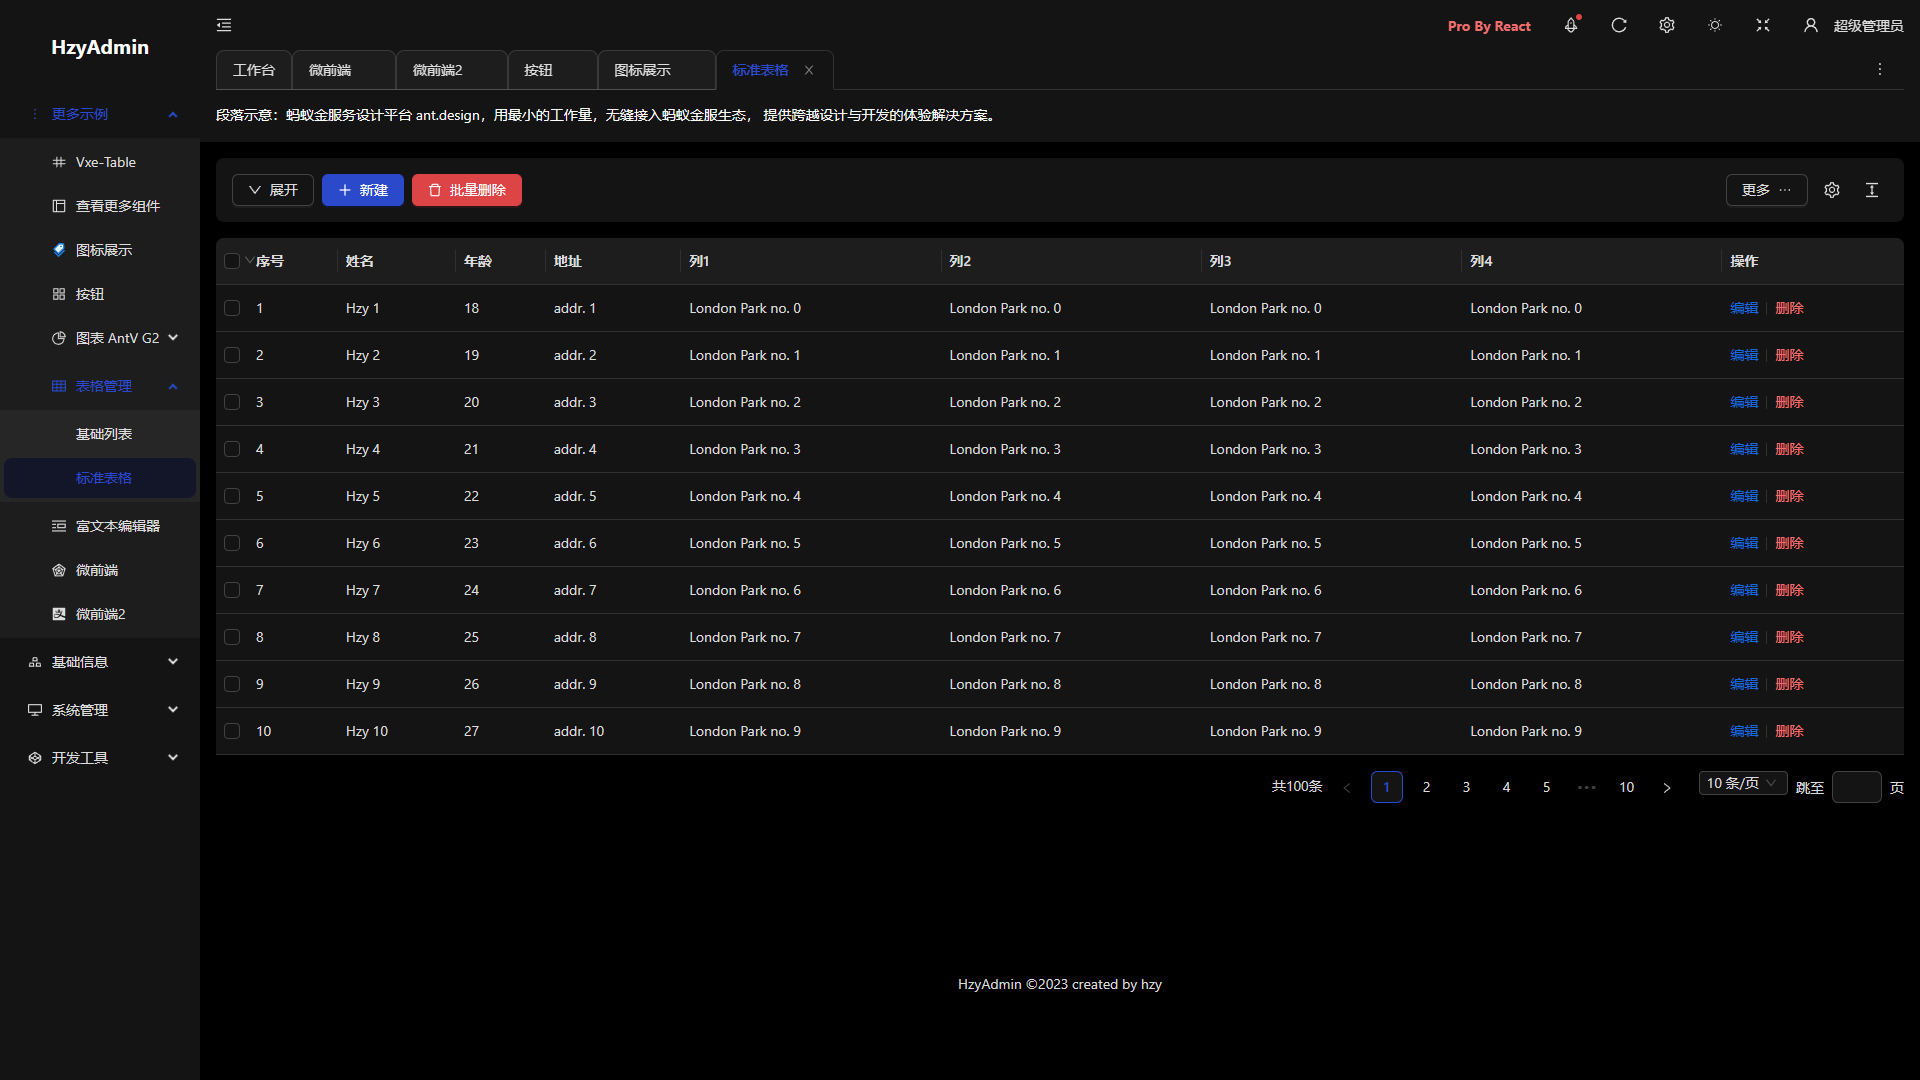 HzyAdmin
更多示例
Vxe-Table
查看更多组件
图标展示
按钮
图表 AntV G2
表格管理
基础列表
标准表格
富文本编辑器
微前端
微前端2
基础信息
系统管理
开发工具
Pro By React 超级管理员
工作台 微前端 微前端2 按钮 图标展示 标准表格
段落示意：蚂蚁金服务设计平台 ant.design，用最小的工作量，无缝接入蚂蚁金服生态， 提供跨越设计与开发的体验解决方案。
展开 新建 批量删除 更多
序号 姓名 年龄 地址 列1 列2 列3 列4 操作
1 Hzy 1 18 addr. 1 London Park no. 0 London Park no. 0 London Park no. 0 London Park no. 0 编辑 删除
2 Hzy 2 19 addr. 2 London Park no. 1 London Park no. 1 London Park no. 1 London Park no. 1 编辑 删除
3 Hzy 3 20 addr. 3 London Park no. 2 London Park no. 2 London Park no. 2 London Park no. 2 编辑 删除
4 Hzy 4 21 addr. 4 London Park no. 3 London Park no. 3 London Park no. 3 London Park no. 3 编辑 删除
5 Hzy 5 22 addr. 5 London Park no. 4 London Park no. 4 London Park no. 4 London Park no. 4 编辑 删除
6 Hzy 6 23 addr. 6 London Park no. 5 London Park no. 5 London Park no. 5 London Park no. 5 编辑 删除
7 Hzy 7 24 addr. 7 London Park no. 6 London Park no. 6 London Park no. 6 London Park no. 6 编辑 删除
8 Hzy 8 25 addr. 8 London Park no. 7 London Park no. 7 London Park no. 7 London Park no. 7 编辑 删除
9 Hzy 9 26 addr. 9 London Park no. 8 London Park no. 8 London Park no. 8 London Park no. 8 编辑 删除
10 Hzy 10 27 addr. 10 London Park no. 9 London Park no. 9 London Park no. 9 London Park no. 9 编辑 删除
共100条 1 2 3 4 5 ••• 10 10 条/页 跳至 页
HzyAdmin ©2023 created by hzy